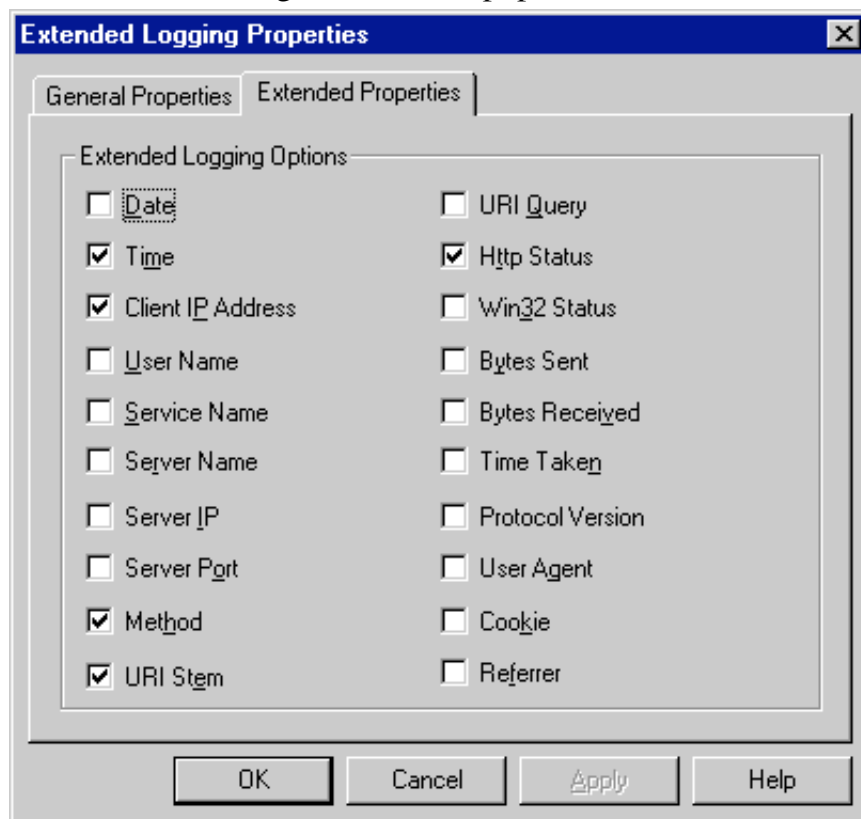 Extended Logging Properties
General Properties
Extended Properties
Extended Logging Options
Date
URI Query
Time
Http Status
Client IP Address
Win32 Status
User Name
Bytes Sent
Service Name
Bytes Received
Server Name
Time Taken
Server IP
Protocol Version
Server Port
User Agent
Method
Cookie
URI Stem
Referrer
OK
Cancel
Apply
Help